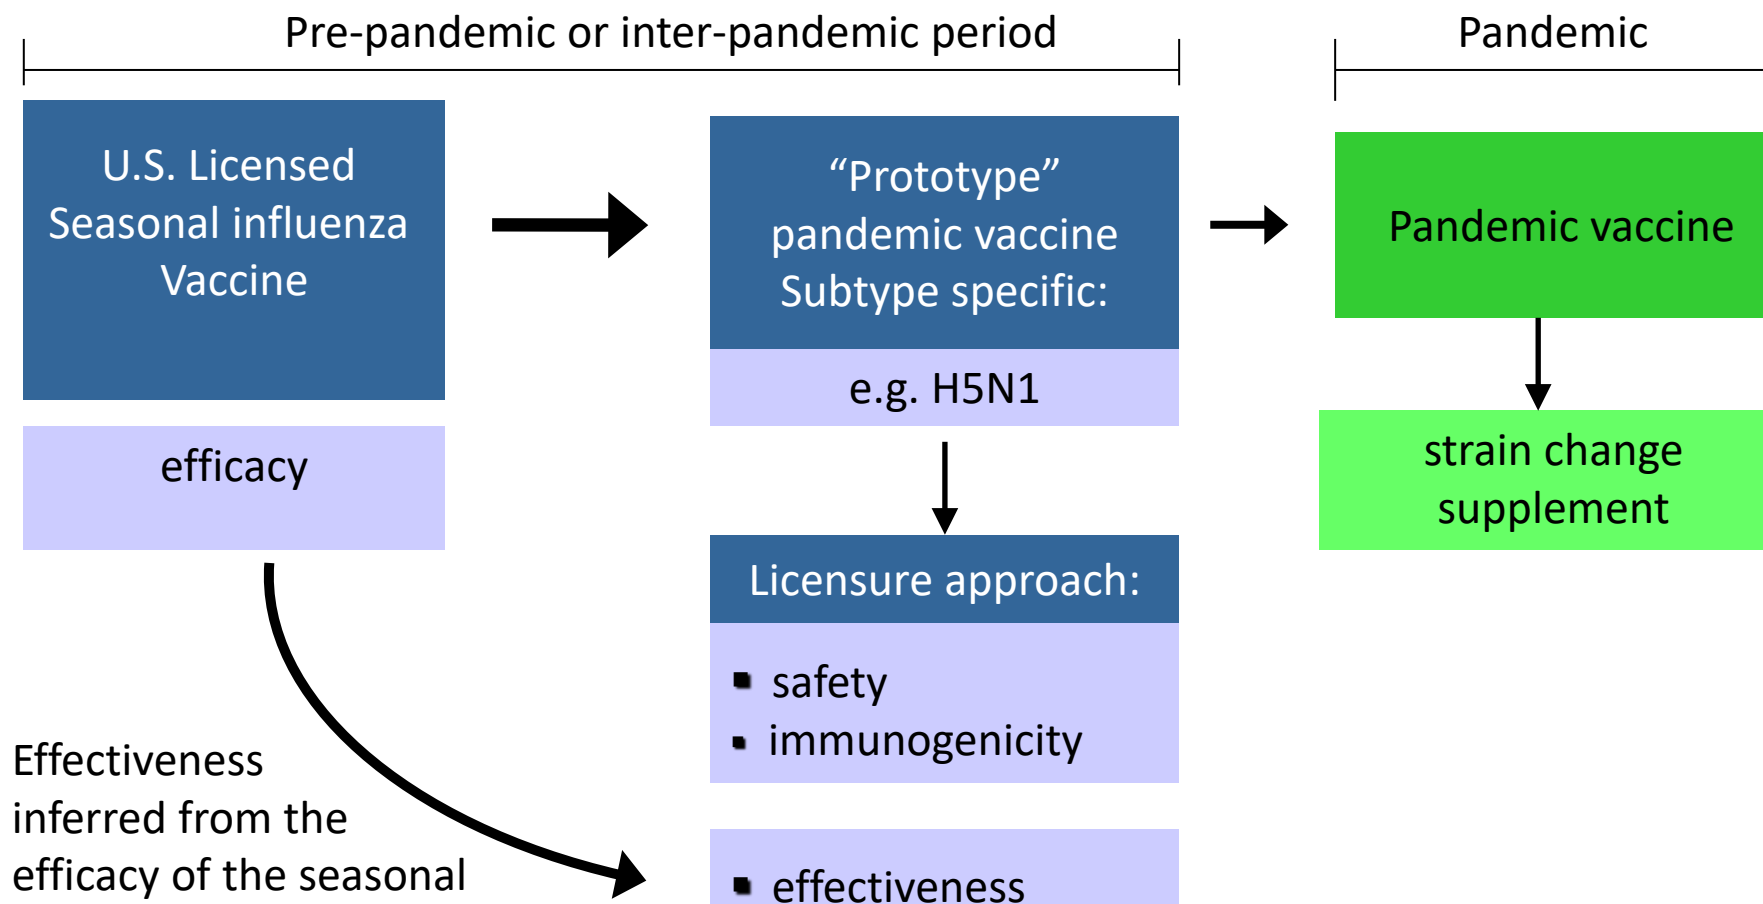 Pre-pandemic or inter-pandemic period
Pandemic
U.S. Licensed
Seasonal influenza
Vaccine
efficacy
“Prototype”
pandemic vaccine
Subtype specific:
e.g. H5N1
Licensure approach:
▪ safety
▪ immunogenicity
▪ effectiveness
Pandemic vaccine
strain change
supplement
Effectiveness
inferred from the
efficacy of the seasonal